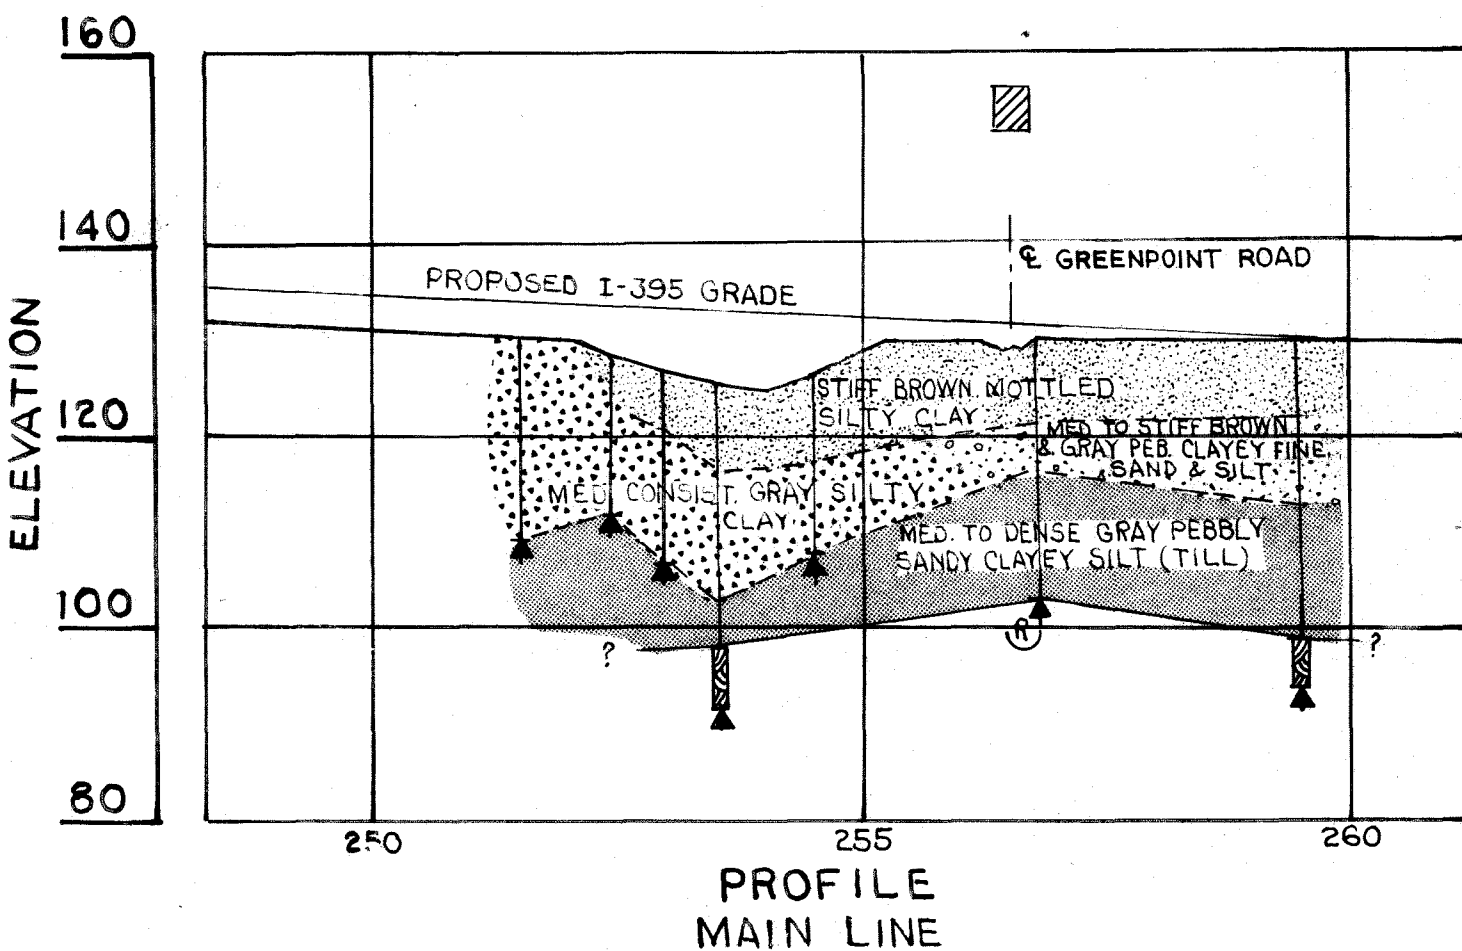 160
140
120
100
80
ELEVATION
℄ GREENPOINT ROAD
PROPOSED I-395 GRADE
STIFF BROWN MOTTLED
SILTY CLAY
MED TO STIFF BROWN
& GRAY PEB. CLAYEY FINE
SAND & SILT
MED. CONSIST. GRAY SILTY
CLAY
MED. TO DENSE GRAY PEBBLY
SANDY CLAYEY SILT (TILL)
?
R
?
250
255
260
PROFILE
MAIN LINE